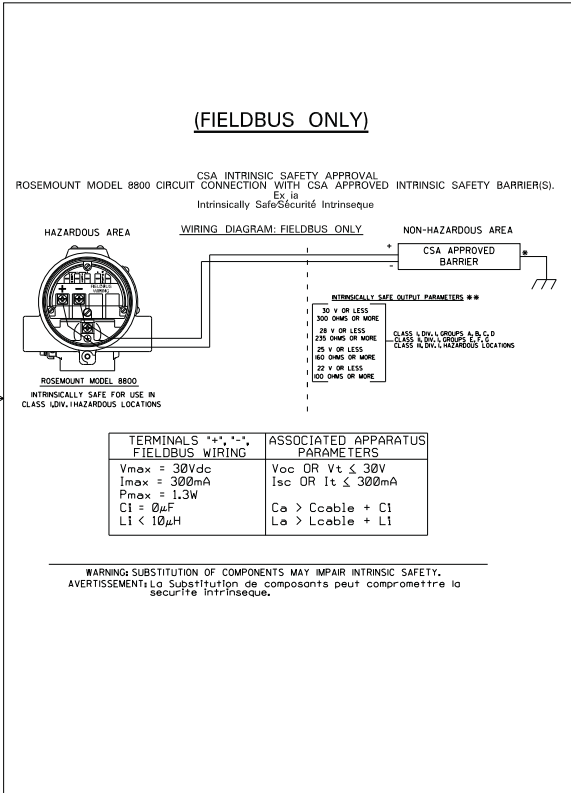 (FIELDBUS ONLY)
CSA INTRINSIC SAFETY APPROVAL
ROSEMOUNT MODEL 8800 CIRCUIT CONNECTION WITH CSA APPROVED INTRINSIC SAFETY BARRIER(S).
Ex ia
Intrinsically Safe/Sécurité Intrinseque
HAZARDOUS AREA
WIRING DIAGRAM: FIELDBUS ONLY
NON-HAZARDOUS AREA
+
-
CSA APPROVED
BARRIER
*
FIELDBUS
WIRING
+ -
INTRINSICALLY SAFE OUTPUT PARAMETERS **
30 V OR LESS
300 OHMS OR MORE
28 V OR LESS
235 OHMS OR MORE
25 V OR LESS
160 OHMS OR MORE
22 V OR LESS
100 OHMS OR MORE
CLASS I, DIV. I, GROUPS A, B, C, D
CLASS II, DIV. I, GROUPS E, F, G
CLASS III, DIV. I, HAZARDOUS LOCATIONS
ROSEMOUNT MODEL 8800
INTRINSICALLY SAFE FOR USE IN
CLASS I,DIV. I HAZARDOUS LOCATIONS
TERMINALS "+", "-",
FIELDBUS WIRING
Vmax = 30Vdc
Imax = 300mA
Pmax = 1.3W
Ci = 0µF
Li < 10µH
ASSOCIATED APPARATUS
PARAMETERS
Voc OR Vt ≤ 30V
Isc OR It ≤ 300mA
Ca > Ccable + Ci
La > Lcable + Li
WARNING: SUBSTITUTION OF COMPONENTS MAY IMPAIR INTRINSIC SAFETY.
AVERTISSEMENT: La Substitution de composants peut compromettre la
securite intrinseque.